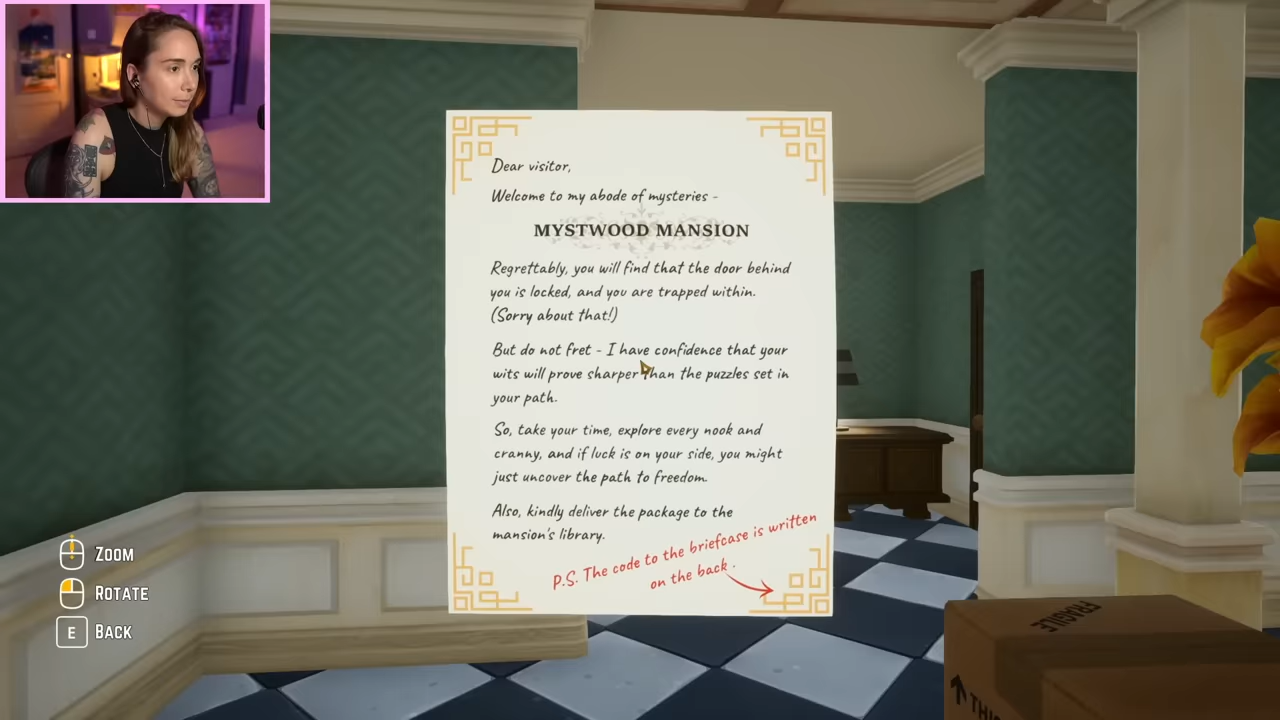 Dear visitor,
Welcome to my abode of mysteries -
MYSTWOOD MANSION
Regrettably, you will find that the door behind
you is locked, and you are trapped within.
(Sorry about that!)
But do not fret - I have confidence that your
wits will prove sharper than the puzzles set in
your path.
So, take your time, explore every nook and
cranny, and if luck is on your side, you might
just uncover the path to freedom.
Also, kindly deliver the package to the
mansion's library.
P.S. The code to the briefcase is written
on the back.
ZOOM
ROTATE
E BACK
FRAGILE